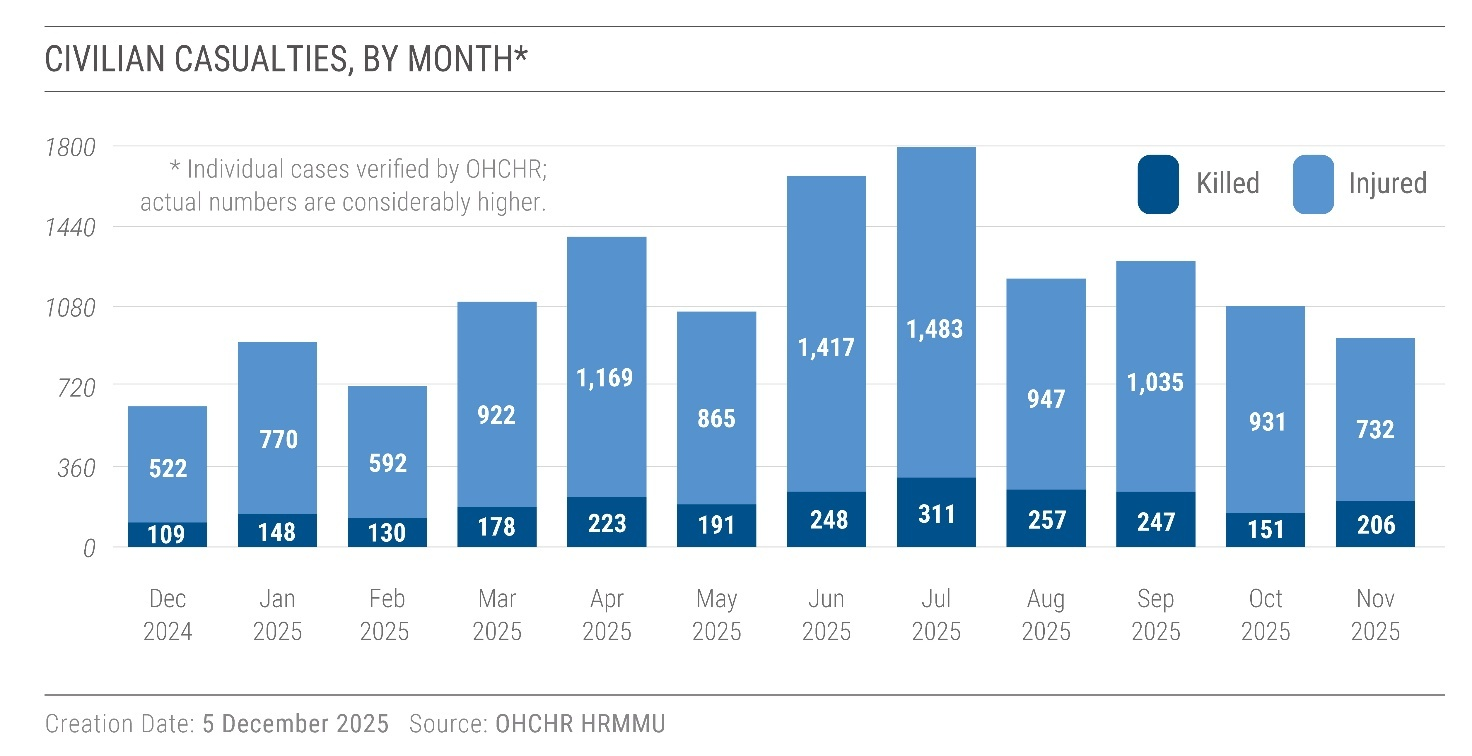 CIVILIAN CASUALTIES, BY MONTH*
1800
* Individual cases verified by OHCHR;
actual numbers are considerably higher.
Killed Injured
1440
1080
720
360
0
522 770 592 922 1,169 865 1,417 1,483 947 1,035 931 732
109 148 130 178 223 191 248 311 257 247 151 206
Dec Jan Feb Mar Apr May Jun Jul Aug Sep Oct Nov
2024 2025 2025 2025 2025 2025 2025 2025 2025 2025 2025 2025
Creation Date: 5 December 2025 Source: OHCHR HRMMU